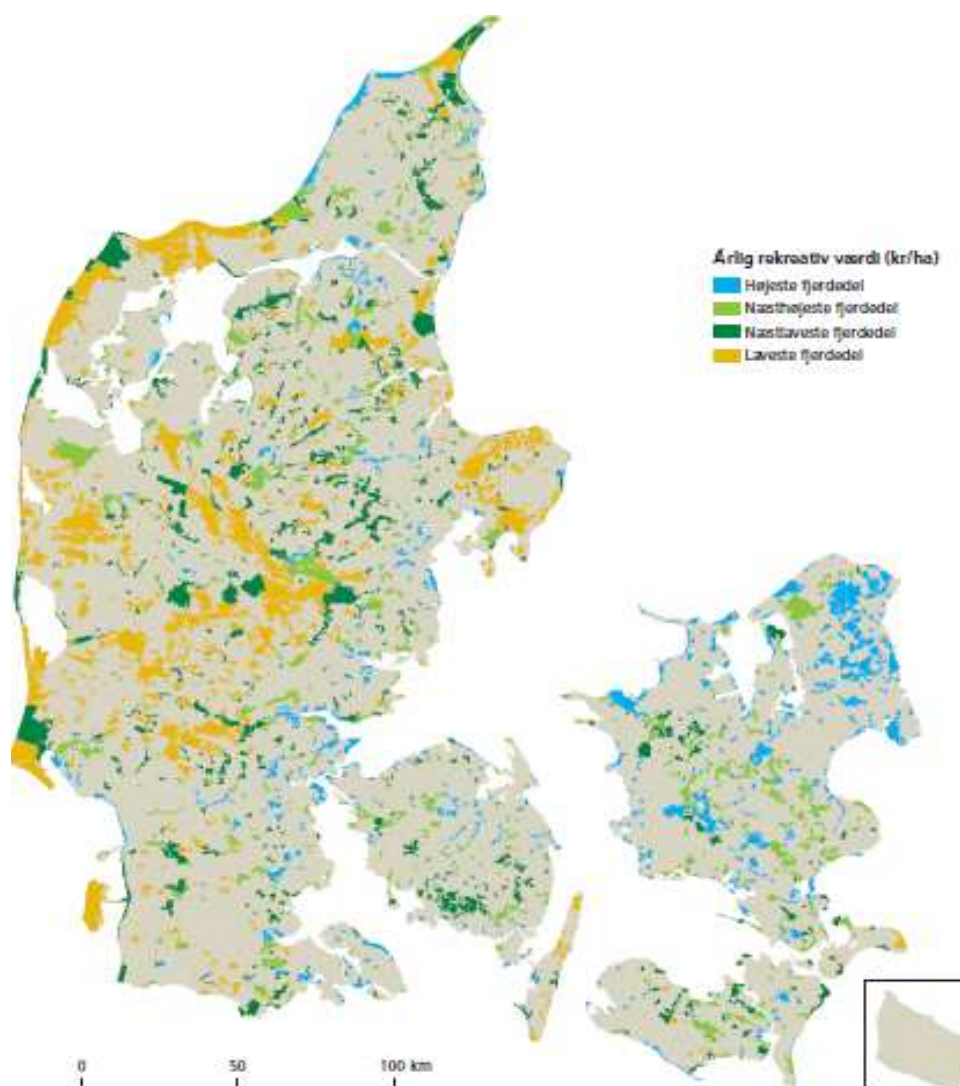 Årlig rekreativ værdi (kr/ha)
Højeste fjerdedel
Næsthøjeste fjerdedel
Næstlaveste fjerdedel
Laveste fjerdedel
0 50 100 km